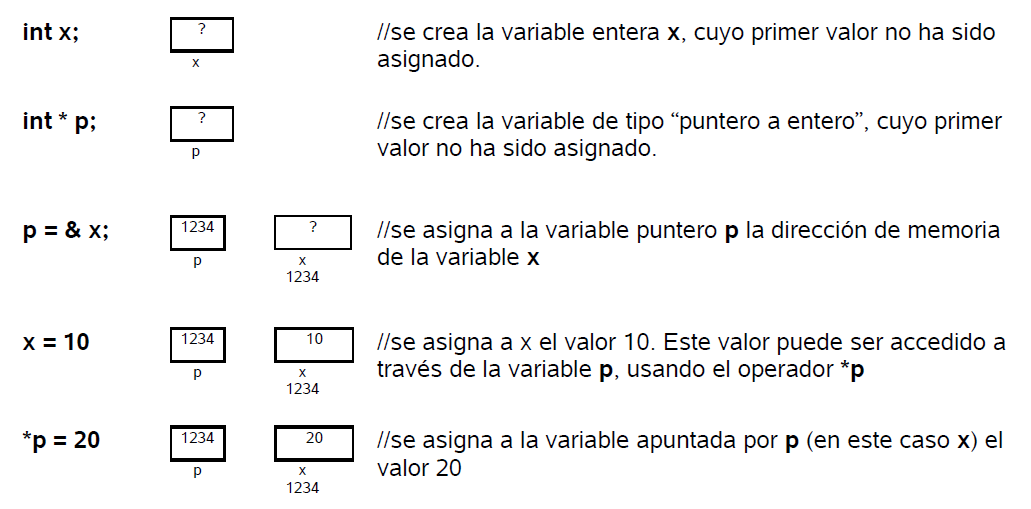 int x; ? //se crea la variable entera x, cuyo primer valor no ha sido
x asignado.
int * p; ? //se crea la variable de tipo “puntero a entero”, cuyo primer
p valor no ha sido asignado.
p = & x; 1234 ? //se asigna a la variable puntero p la dirección de memoria
p x de la variable x
1234
x = 10 1234 10 //se asigna a x el valor 10. Este valor puede ser accedido a
p x través de la variable p, usando el operador *p
1234
*p = 20 1234 20 //se asigna a la variable apuntada por p (en este caso x) el
p x valor 20
1234